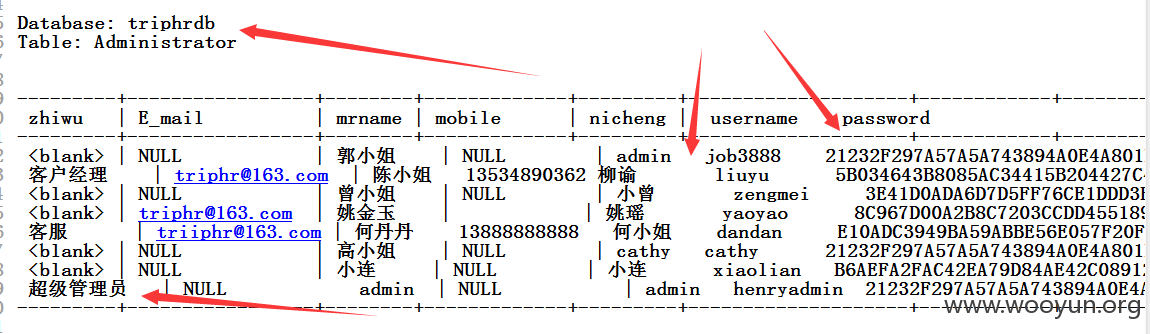 Database: triphrdb
Table: Administrator
zhiwu | E_mail | mrname | mobile | nicheng | username password
<blank> | NULL | 郭小姐 | NULL | admin job3888 21232F297A57A5A743894A0E4A801
客户经理 | triphr@163.com | 陈小姐 13534890362 柳谕 liuyu 5B034643B8085AC34415B204427C4
<blank> | NULL | 曾小姐 | NULL | 小曾 zengmei 3E41D0ADA6D7D5FF76CE1DDD3
<blank> | triphr@163.com | 姚金玉 | | 姚瑶 yaoyao 8C967D00A2B8C7203CCDD455189
客服 | triiphr@163.com | 何丹丹 13888888888 何小姐 dandan E10ADC3949BA59ABBE56E057F20F
<blank> | NULL | 高小姐 | NULL | cathy cathy 21232F297A57A5A743894A0E4A801
<blank> | NULL | 小连 | NULL | 小连 xiaolian B6AEFA2FAC42EA79D84AE42C08912
超级管理员 | NULL admin | NULL | admin henryadmin 21232F297A57A5A743894A0E4A
www.wooyun.org